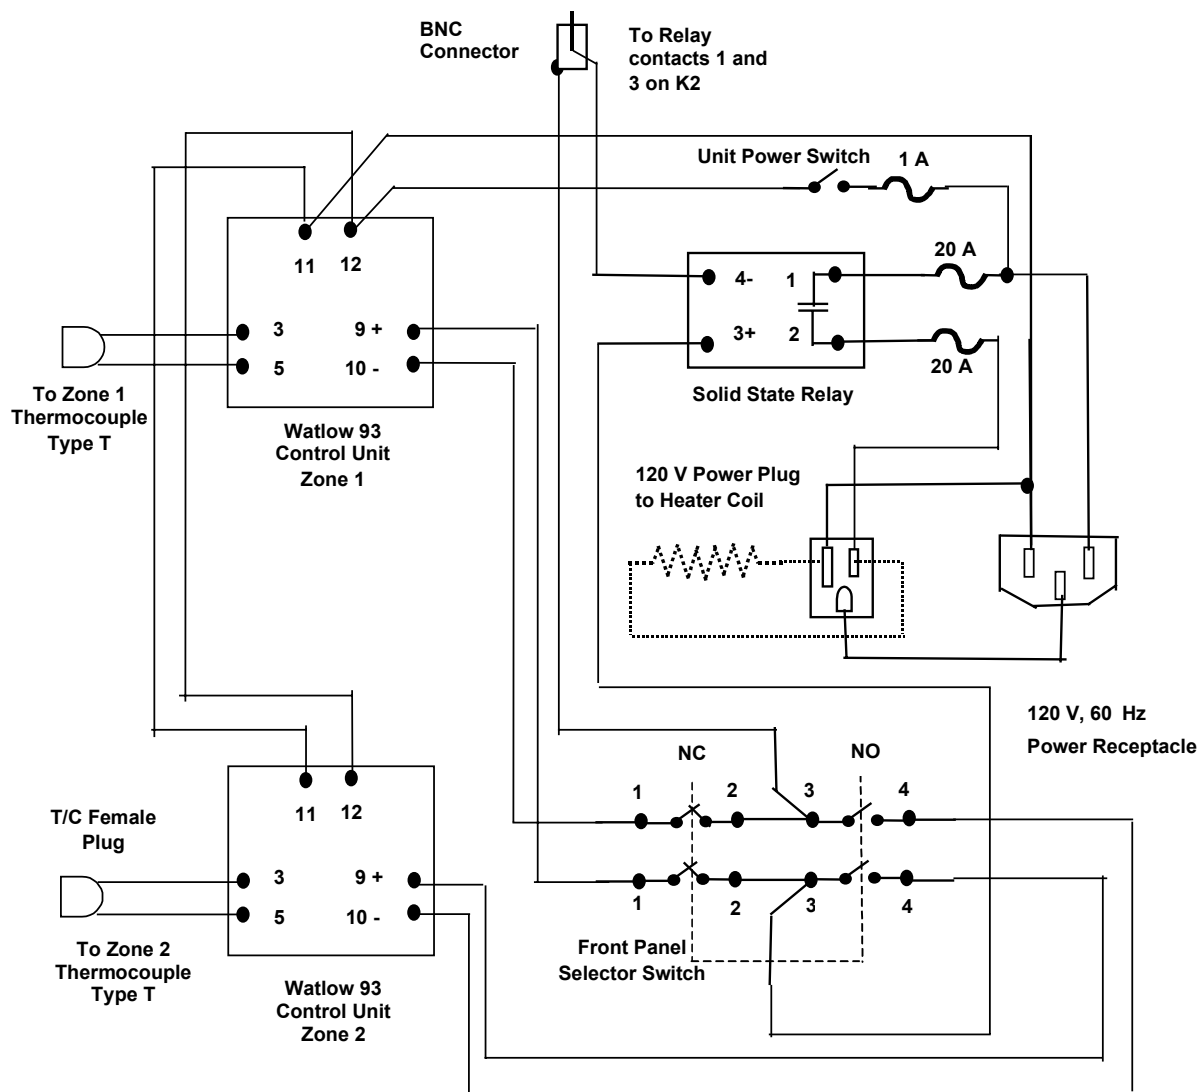 BNC
Connector
To Relay
contacts 1 and
3 on K2
Unit Power Switch
1 A
11
12
20 A
4-
1
3
9 +
3+
2
5
10 -
20 A
To Zone 1
Thermocouple
Type T
Solid State Relay
Watlow 93
Control Unit
Zone 1
120 V Power Plug
to Heater Coil
120 V, 60 Hz
Power Receptacle
NC
NO
1
2
3
4
11
12
T/C Female
Plug
3
9 +
5
10 -
1
2
3
4
To Zone 2
Thermocouple
Type T
Front Panel
Selector Switch
Watlow 93
Control Unit
Zone 2